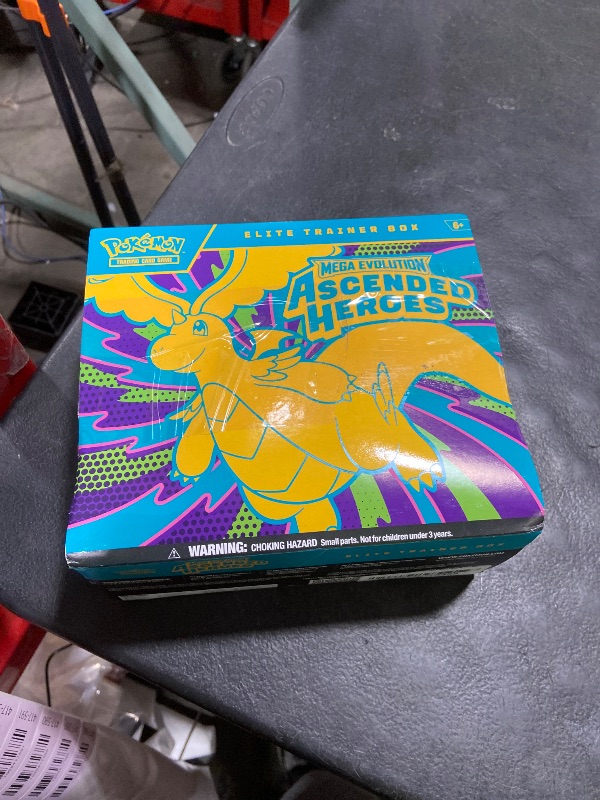 ELITE TRAINER BOX
6+
POKéMON
TRADING CARD GAME
MEGA EVOLUTION
ASCENDED
HEROES
WARNING: CHOKING HAZARD Small parts. Not for children under 3 years.
ELITE TRAINER BOX